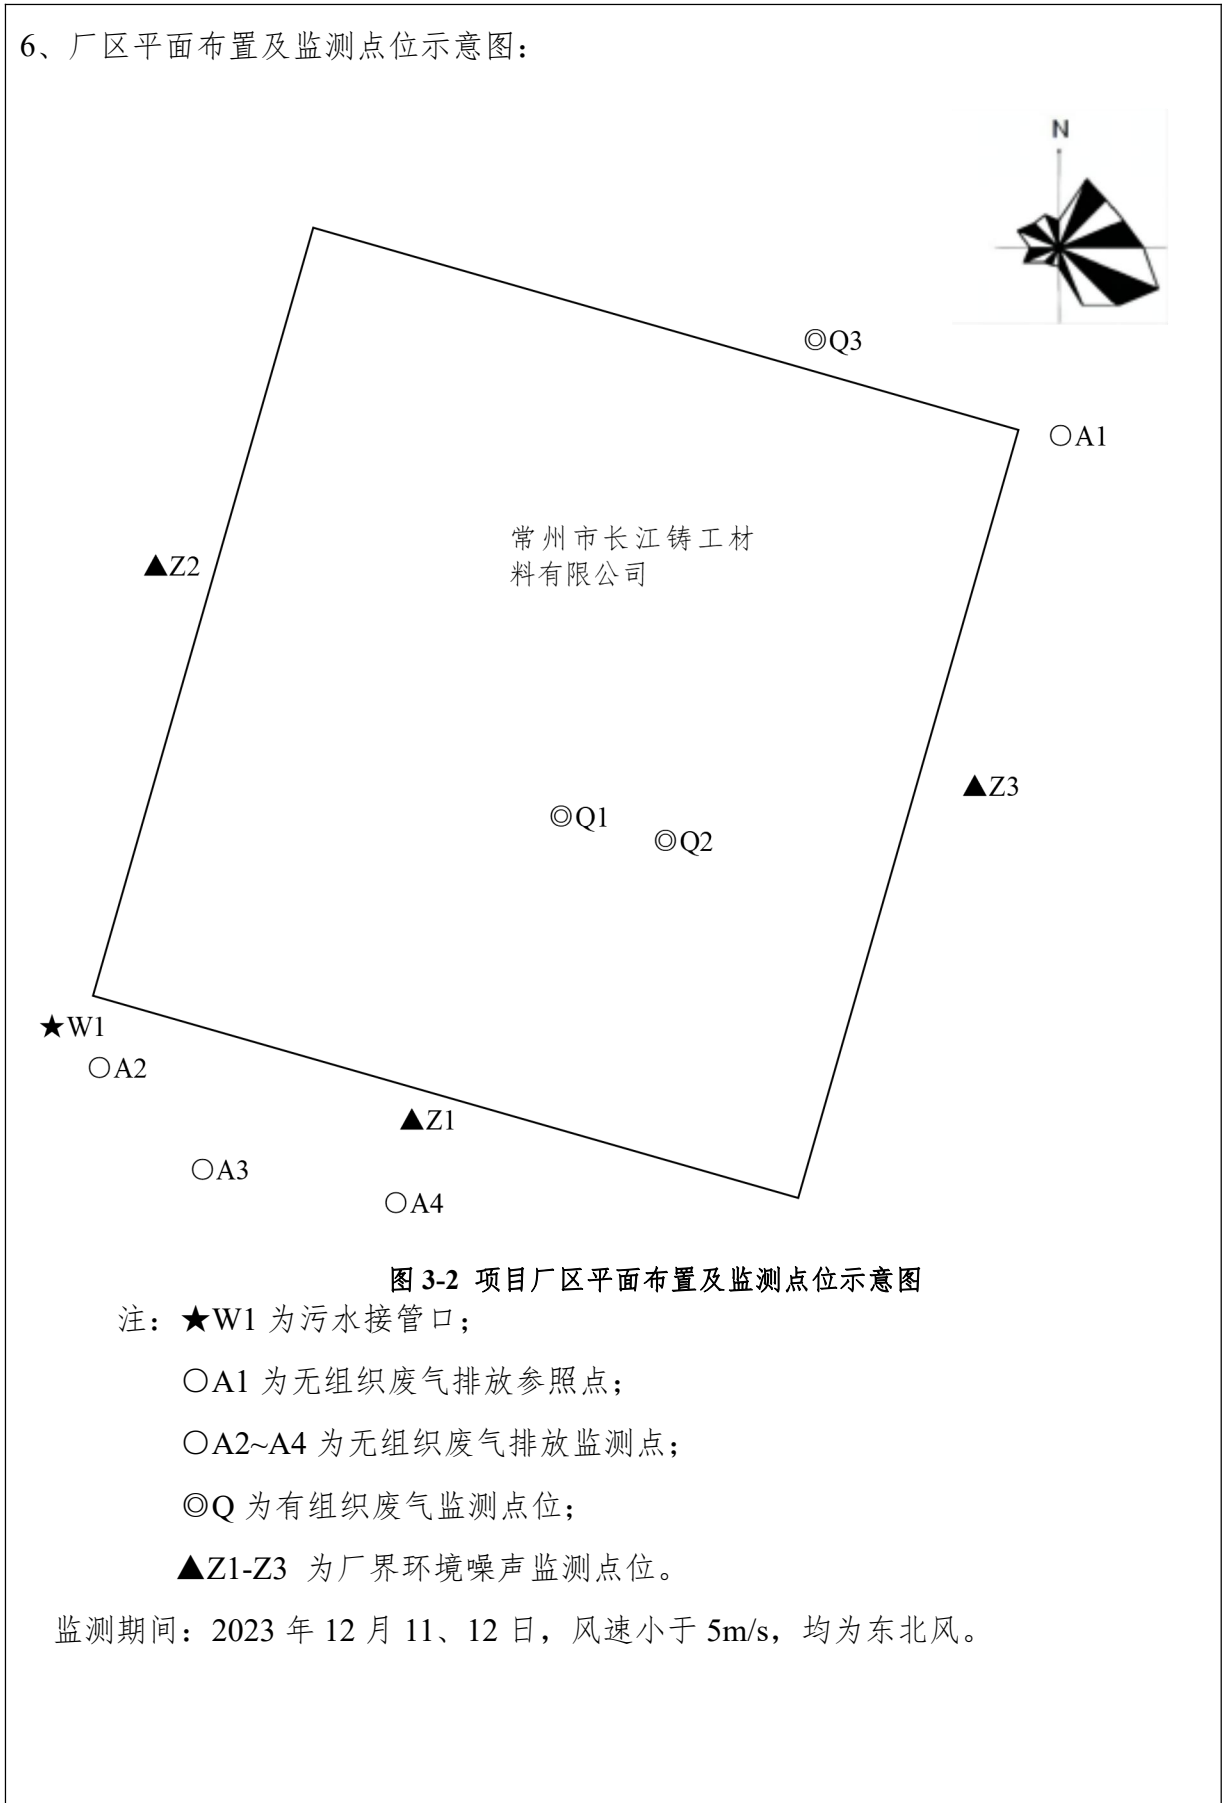 6、厂区平面布置及监测点位示意图：
N
◎Q3
○A1
常州市长江铸工材
料有限公司
▲Z2
▲Z3
◎Q1
◎Q2
★W1
○A2
▲Z1
○A3
○A4
图 3-2 项目厂区平面布置及监测点位示意图
注：★W1 为污水接管口；
○A1 为无组织废气排放参照点；
○A2~A4 为无组织废气排放监测点；
◎Q 为有组织废气监测点位；
▲Z1-Z3 为厂界环境噪声监测点位。
监测期间：2023 年 12 月 11、12 日，风速小于 5m/s，均为东北风。